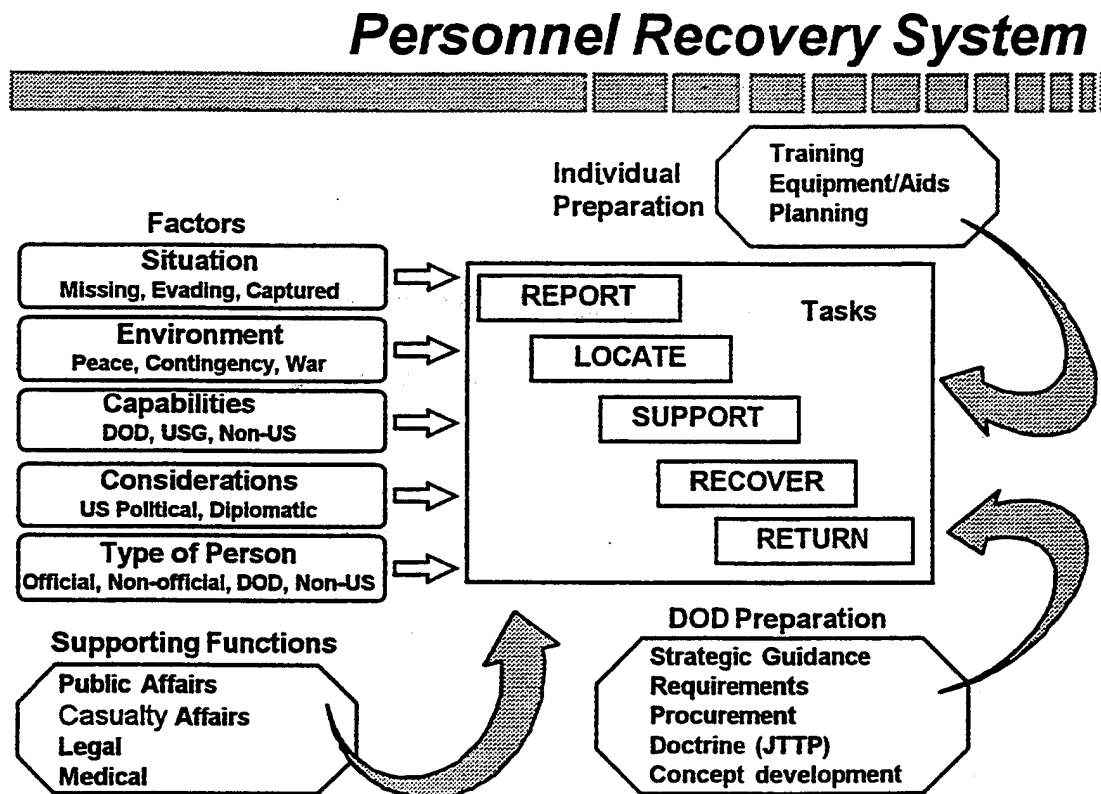 Personnel Recovery System
Individual
Preparation
Training
Equipment/Aids
Planning
Factors
Situation
Missing, Evading, Captured
Environment
Peace, Contingency, War
Capabilities
DOD, USG, Non-US
Considerations
US Political, Diplomatic
Type of Person
Official, Non-official, DOD, Non-US
Tasks
REPORT
LOCATE
SUPPORT
RECOVER
RETURN
Supporting Functions
Public Affairs
Casualty Affairs
Legal
Medical
DOD Preparation
Strategic Guidance
Requirements
Procurement
Doctrine (JTTP)
Concept development